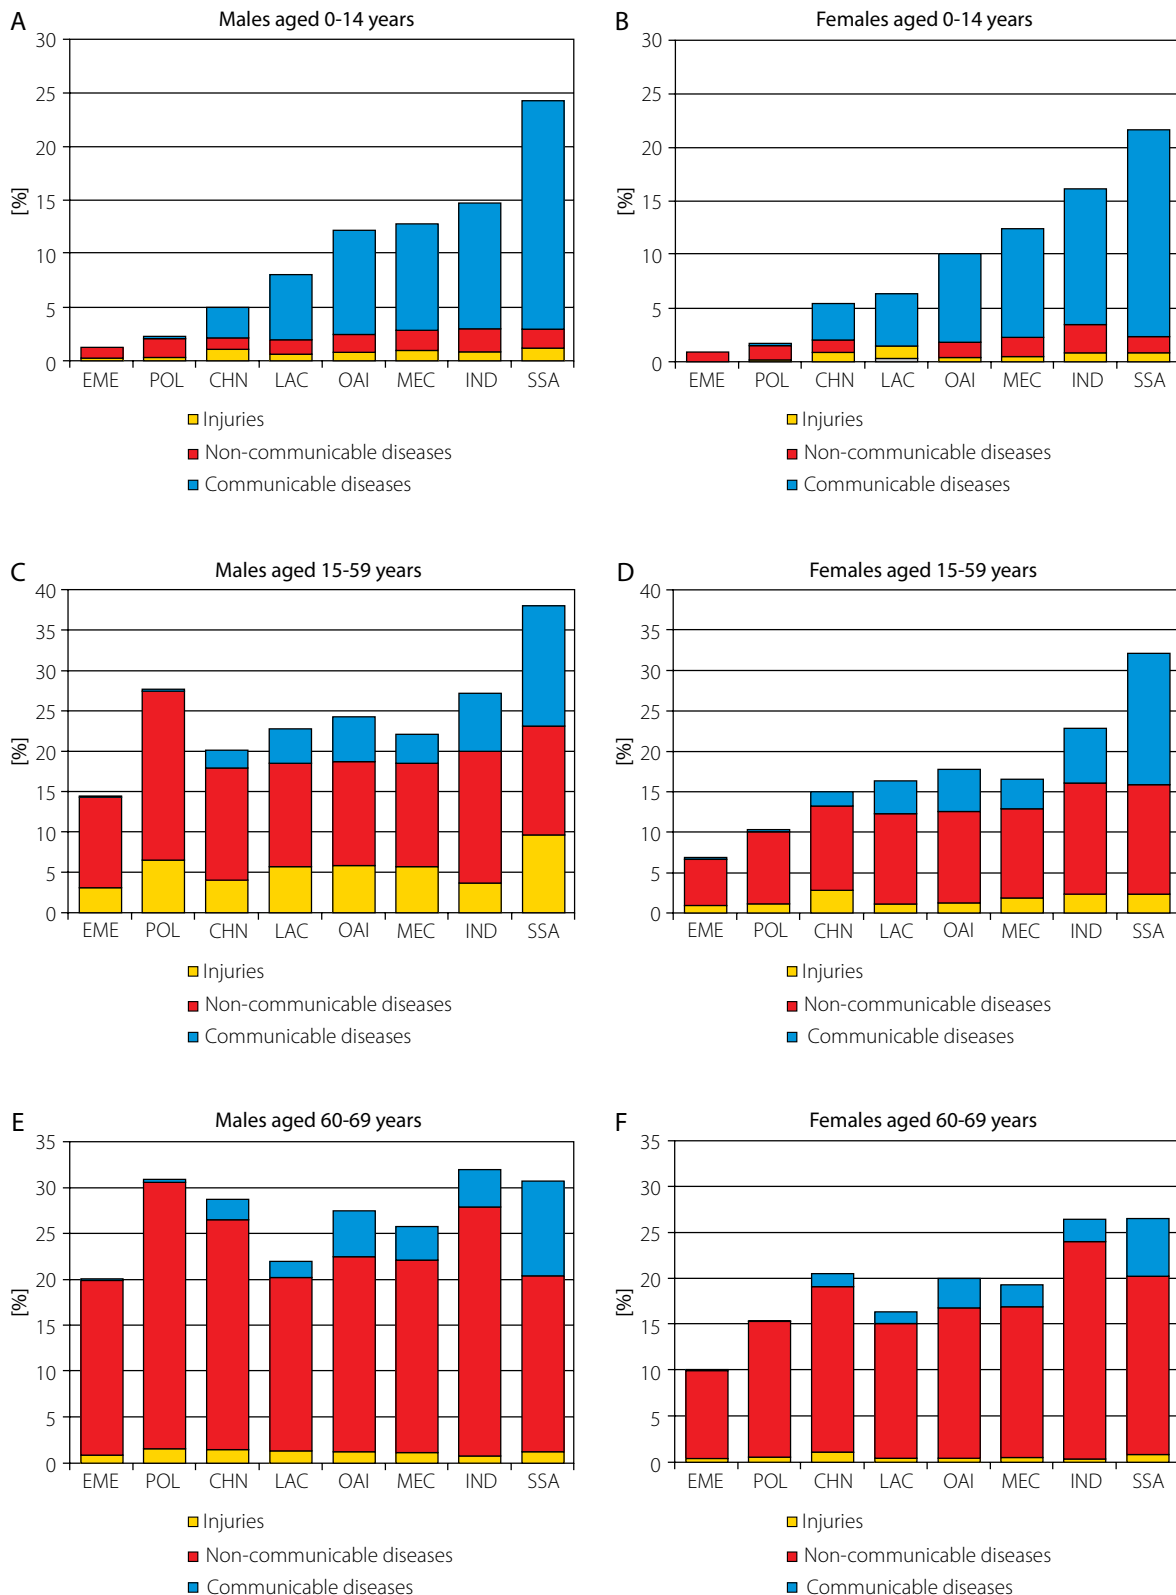 A
Males aged 0-14 years
30
25
20
15
10
5
0
[%]
EME POL CHN LAC OAI MEC IND SSA
Injuries
Non-communicable diseases
Communicable diseases
B
Females aged 0-14 years
30
25
20
15
10
5
0
[%]
EME POL CHN LAC OAI MEC IND SSA
Injuries
Non-communicable diseases
Communicable diseases
C
Males aged 15-59 years
40
35
30
25
20
15
10
5
0
[%]
EME POL CHN LAC OAI MEC IND SSA
Injuries
Non-communicable diseases
Communicable diseases
D
Females aged 15-59 years
40
35
30
25
20
15
10
5
0
[%]
EME POL CHN LAC OAI MEC IND SSA
Injuries
Non-communicable diseases
Communicable diseases
E
Males aged 60-69 years
35
30
25
20
15
10
5
0
[%]
EME POL CHN LAC OAI MEC IND SSA
Injuries
Non-communicable diseases
Communicable diseases
F
Females aged 60-69 years
35
30
25
20
15
10
5
0
[%]
EME POL CHN LAC OAI MEC IND SSA
Injuries
Non-communicable diseases
Communicable diseases